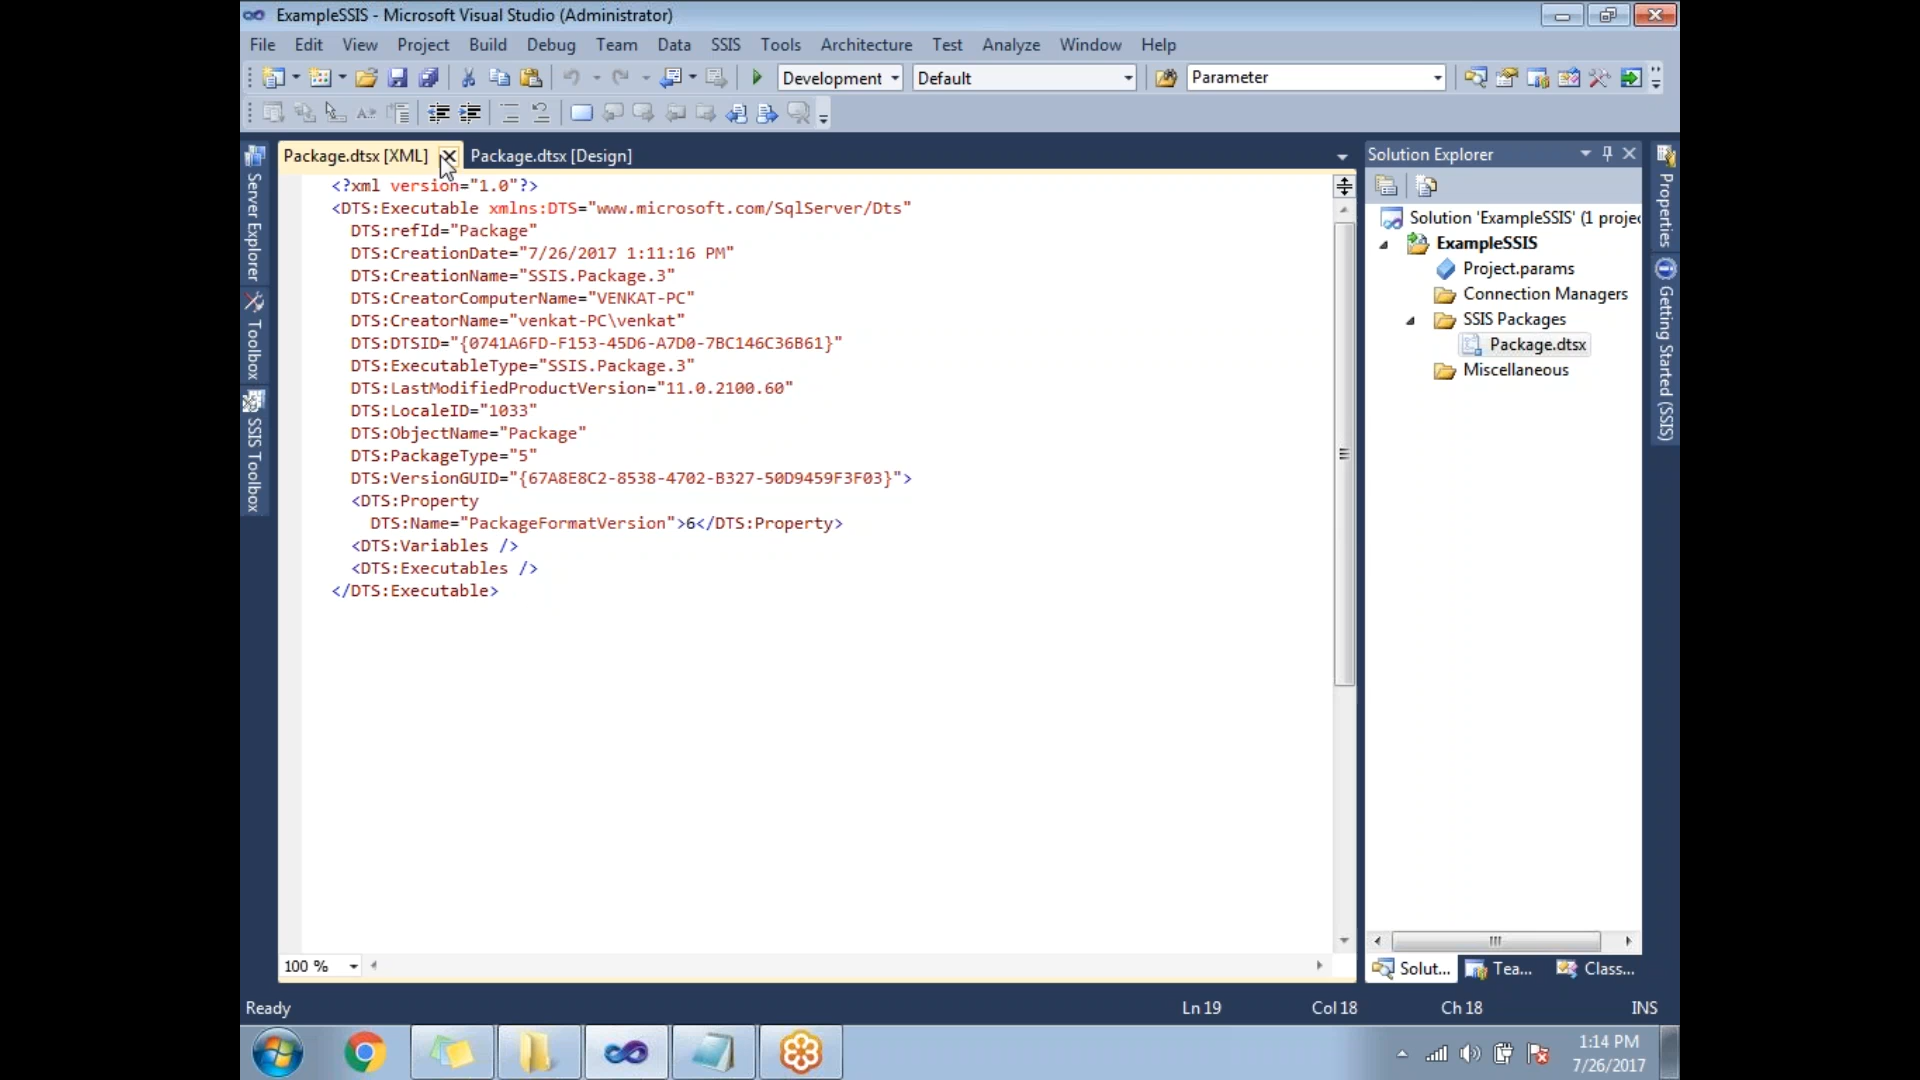 ExampleSSIS - Microsoft Visual Studio (Administrator)
File Edit View Project Build Debug Team Data SSIS Tools Architecture Test Analyze Window Help
Development Default Parameter
Package.dtsx [XML] Package.dtsx [Design]
<?xml version="1.0"?>
<DTS:Executable xmlns:DTS="www.microsoft.com/SqlServer/Dts"
DTS:refId="Package"
DTS:CreationDate="7/26/2017 1:11:16 PM"
DTS:CreationName="SSIS.Package.3"
DTS:CreatorComputerName="VENKAT-PC"
DTS:CreatorName="venkat-PC\venkat"
DTS:DTSID="{0741A6FD-F153-45D6-A7D0-7BC146C36B61}"
DTS:ExecutableType="SSIS.Package.3"
DTS:LastModifiedProductVersion="11.0.2100.60"
DTS:LocaleID="1033"
DTS:ObjectName="Package"
DTS:PackageType="5"
DTS:VersionGUID="{67A8E8C2-8538-4702-B327-50D9459F3F03}">
<DTS:Property
DTS:Name="PackageFormatVersion">6</DTS:Property>
<DTS:Variables />
<DTS:Executables />
</DTS:Executable>
100 %
Server Explorer
Toolbox
SSIS Toolbox
Solution Explorer
Solution 'ExampleSSIS' (1 projec
ExampleSSIS
Project.params
Connection Managers
SSIS Packages
Package.dtsx
Miscellaneous
Solut... Tea... Class...
Properties
Getting Started (SSIS)
Ready Ln 19 Col 18 Ch 18 INS
1:14 PM
7/26/2017